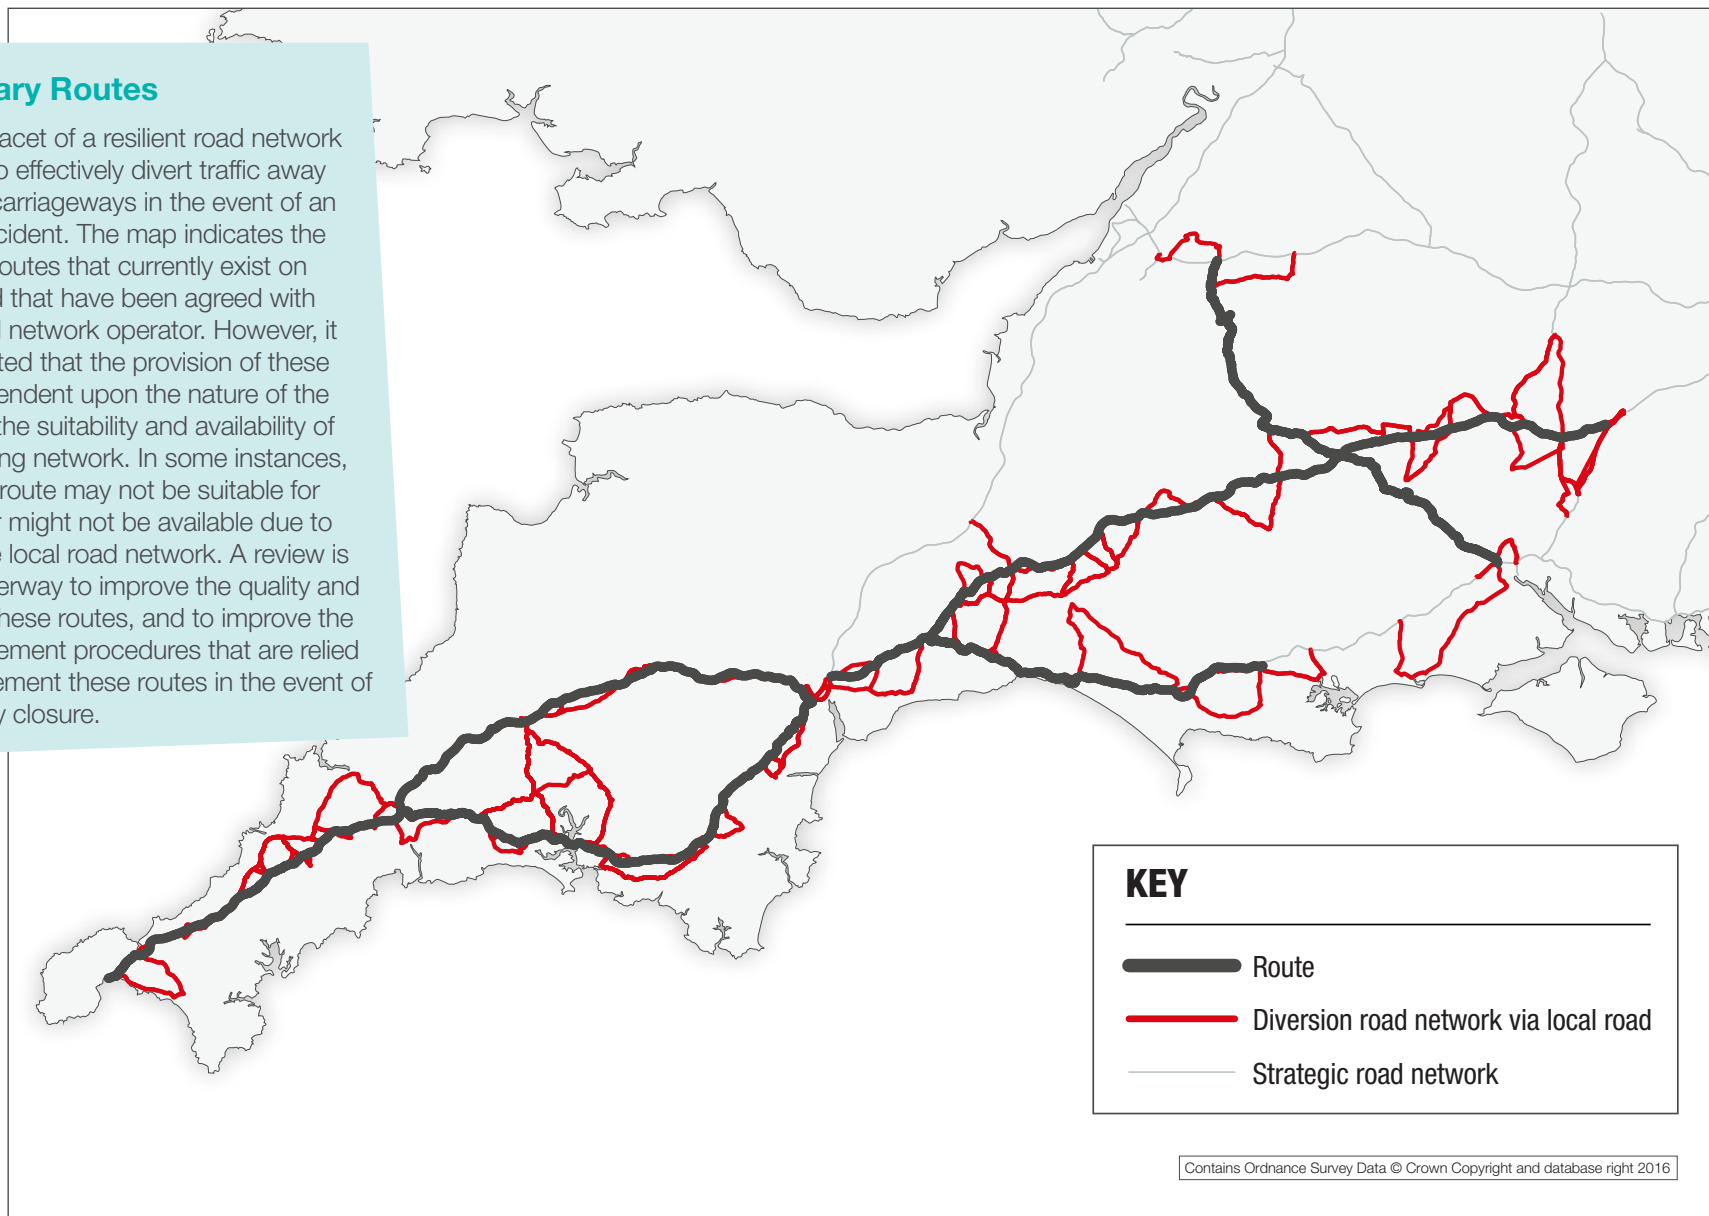 ary Routes
acet of a resilient road network
o effectively divert traffic away
carriageways in the event of an
cident. The map indicates the
outes that currently exist on
d that have been agreed with
l network operator. However, it
ted that the provision of these
endent upon the nature of the
the suitability and availability of
ng network. In some instances,
route may not be suitable for
r might not be available due to
e local road network. A review is
erway to improve the quality and
hese routes, and to improve the
ement procedures that are relied
ement these routes in the event of
y closure.
KEY
Route
Diversion road network via local road
Strategic road network
Contains Ordnance Survey Data © Crown Copyright and database right 2016